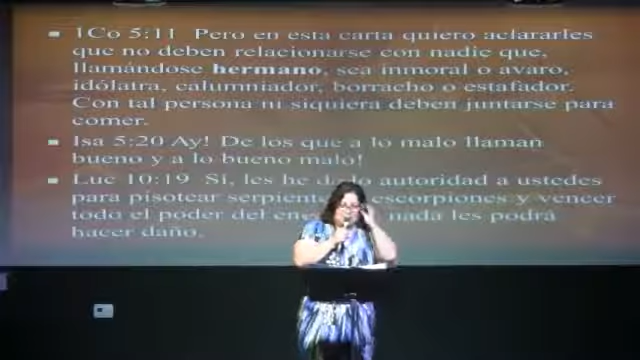 1Co 5:11 Pero en esta carta quiero aclararles
que no deben relacionarse con nadie que,
llamándose hermano, sea inmoral o avaro,
idólatra, calumniador, borracho o estafador.
Con tal persona ni siquiera deben juntarse para
comer.
Isa 5:20 Ay! De los que a lo malo llaman
bueno y a lo bueno malo!
Luc 10:19 Sí, les he autoridad a ustedes
para pisotear escorpiones y vencer
todo el poder del nada les podrá
hacer daño.